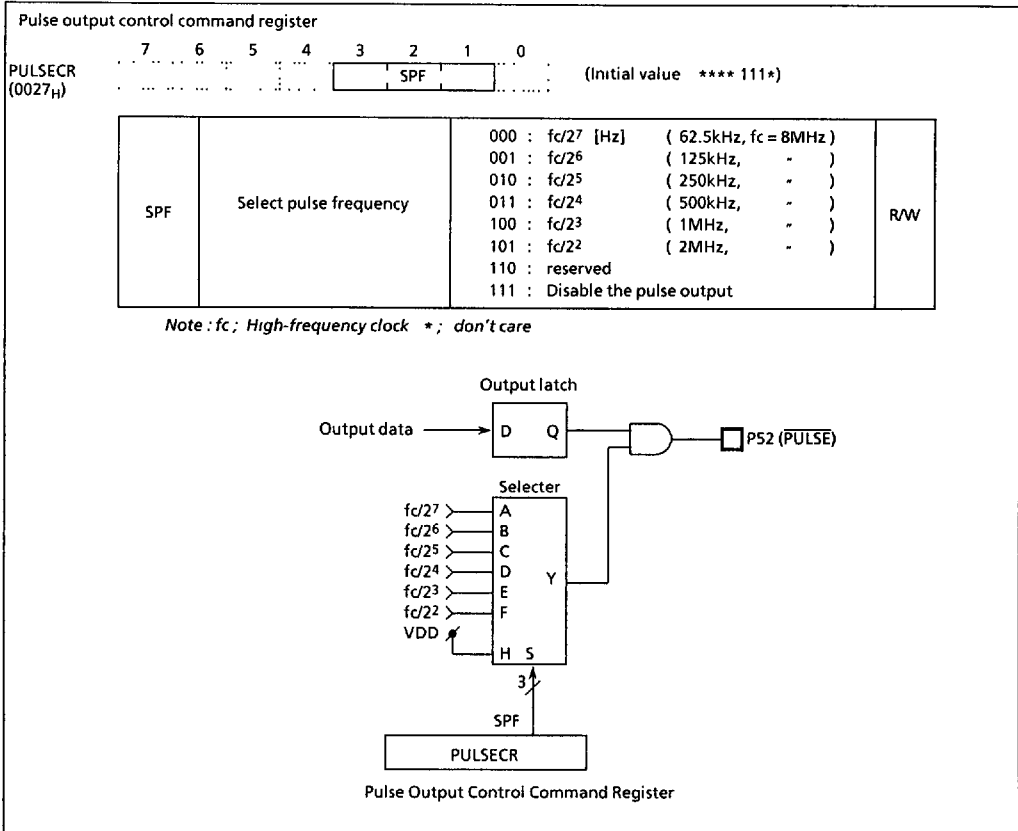 Pulse output control command register
7 6 5 4 3 2 1 0
PULSECR
(0027H)
SPF
(Initial value **** 111*)
SPF
Select pulse frequency
000 : fc/2⁷ [Hz] ( 62.5kHz, fc = 8MHz )
001 : fc/2⁶ ( 125kHz, 〃 )
010 : fc/2⁵ ( 250kHz, 〃 )
011 : fc/2⁴ ( 500kHz, 〃 )
100 : fc/2³ ( 1MHz, 〃 )
101 : fc/2² ( 2MHz, 〃 )
110 : reserved
111 : Disable the pulse output
R/W
Note : fc ; High-frequency clock * ; don't care
Output latch
Output data
D Q
P52 (P̅U̅L̅S̅E̅)
Selecter
fc/2⁷ A
fc/2⁶ B
fc/2⁵ C
fc/2⁴ D
Y
fc/2³ E
fc/2² F
VDD
H S
3
SPF
PULSECR
Pulse Output Control Command Register